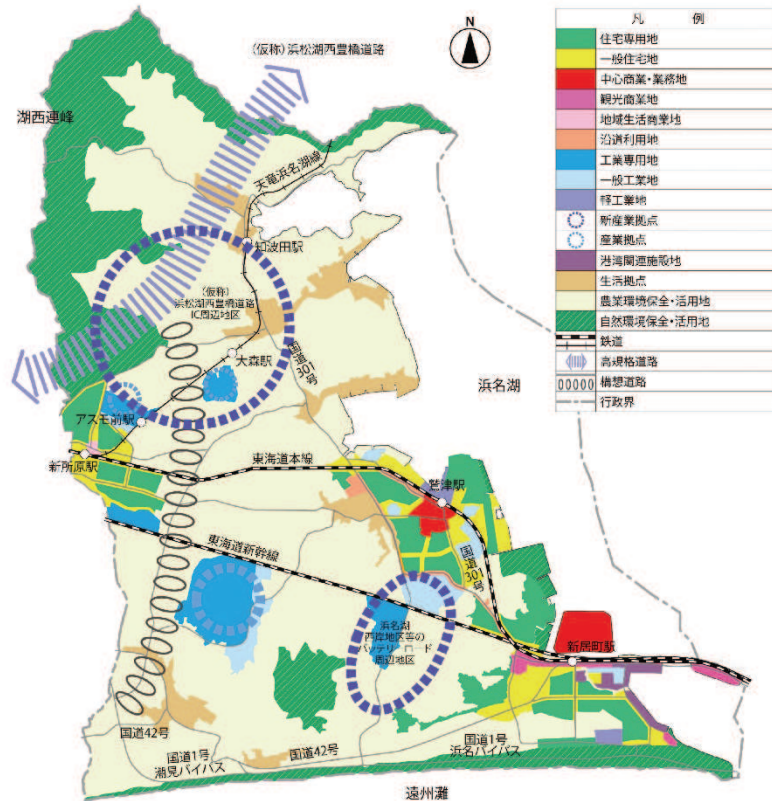 (仮称)浜松湖西豊橋道路
N
湖西連峰
天竜浜名湖線
知波田駅
(仮称)
浜松湖西豊橋道路
IC周辺地区
大森駅
国道
301号
浜名湖
アスモ前駅
新所原駅
東海道本線
鷲津駅
東海道新幹線
国道
301号
浜名湖
西岸地区等の
バッテリーロード
周辺地区
新居町駅
国道42号
国道1号
潮見バイパス
国道42号
国道1号
浜名バイパス
遠州灘
凡 例
住宅専用地
一般住宅地
中心商業・業務地
観光商業地
地域生活商業地
沿道利用地
工業専用地
一般工業地
軽工業地
新産業拠点
産業拠点
港湾関連施設地
生活拠点
農業環境保全・活用地
自然環境保全・活用地
鉄道
高規格道路
構想道路
行政界